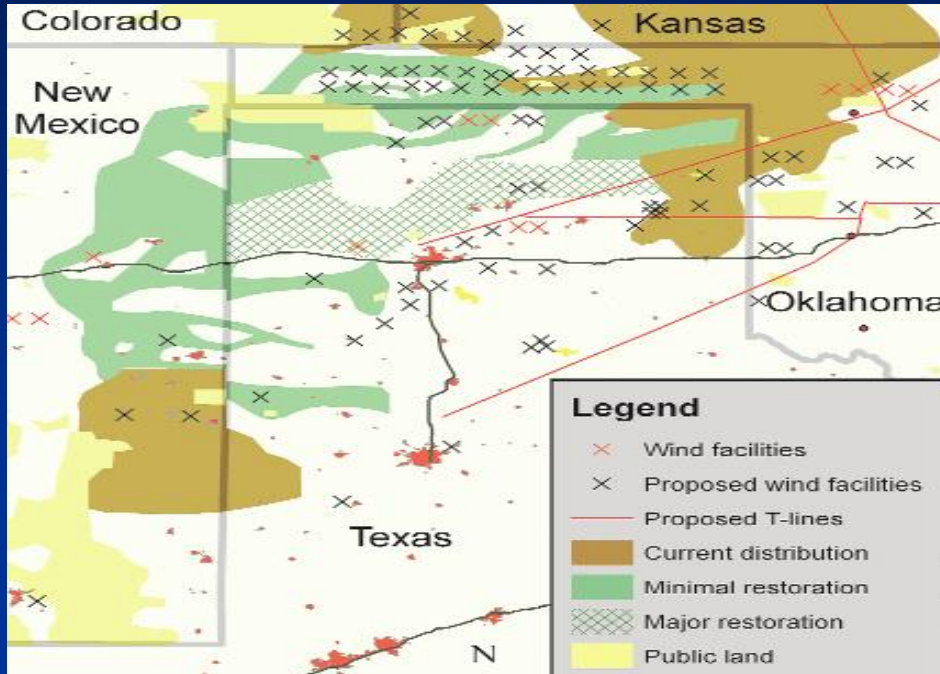 Colorado
Kansas
New
Mexico
Oklahoma
Texas
N
Legend
Wind facilities
Proposed wind facilities
Proposed T-lines
Current distribution
Minimal restoration
Major restoration
Public land